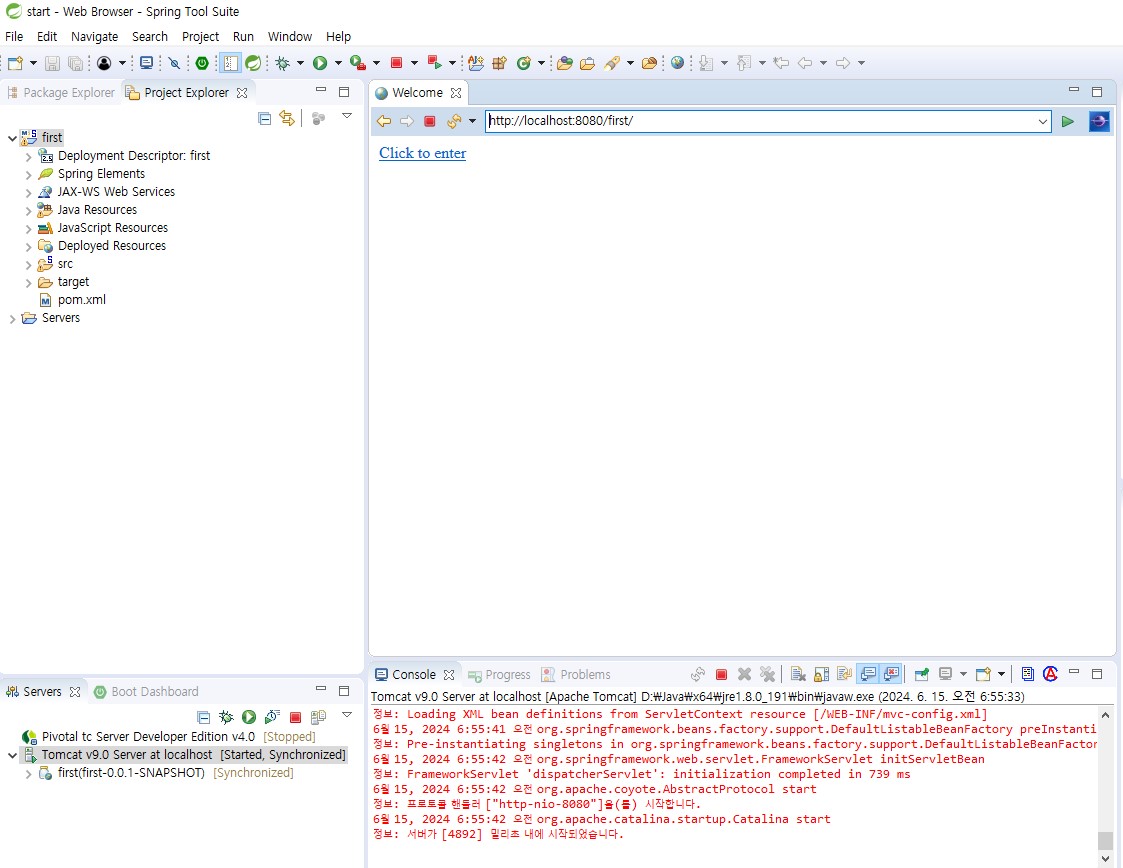 start - Web Browser - Spring Tool Suite
File Edit Navigate Search Project Run Window Help
Package Explorer Project Explorer
first
Deployment Descriptor: first
Spring Elements
JAX-WS Web Services
Java Resources
JavaScript Resources
Deployed Resources
src
target
pom.xml
Servers
Welcome
http://localhost:8080/first/
Click to enter
Servers Boot Dashboard
Pivotal tc Server Developer Edition v4.0 [Stopped]
Tomcat v9.0 Server at localhost [Started, Synchronized]
first(first-0.0.1-SNAPSHOT) [Synchronized]
Console Progress Problems
Tomcat v9.0 Server at localhost [Apache Tomcat] D:₩Java₩x64₩jre1.8.0_191₩bin₩javaw.exe (2024. 6. 15. 오전 6:55:33)
정보: Loading XML bean definitions from ServletContext resource [/WEB-INF/mvc-config.xml]
6월 15, 2024 6:55:41 오전 org.springframework.beans.factory.support.DefaultListableBeanFactory preInstanti
정보: Pre-instantiating singletons in org.springframework.beans.factory.support.DefaultListableBeanFactor
6월 15, 2024 6:55:42 오전 org.springframework.web.servlet.FrameworkServlet initServletBean
정보: FrameworkServlet 'dispatcherServlet': initialization completed in 739 ms
6월 15, 2024 6:55:42 오전 org.apache.coyote.AbstractProtocol start
정보: 프로토콜 핸들러 ["http-nio-8080"]을(를) 시작합니다.
6월 15, 2024 6:55:42 오전 org.apache.catalina.startup.Catalina start
정보: 서버가 [4892] 밀리초 내에 시작되었습니다.